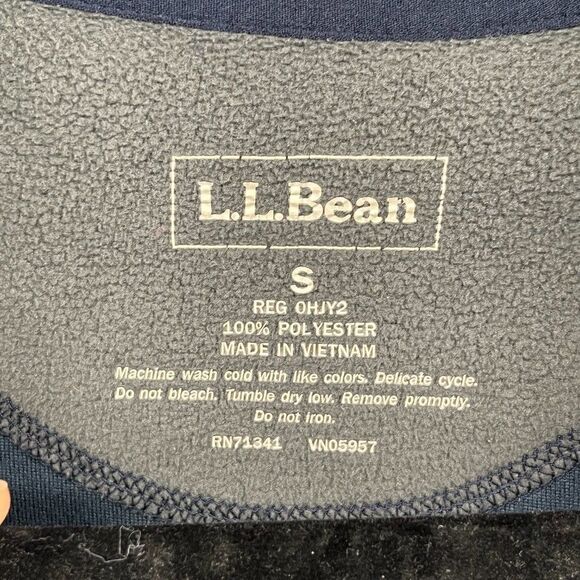 L.L.Bean
S
REG 0HJY2
100% POLYESTER
MADE IN VIETNAM
Machine wash cold with like colors. Delicate cycle.
Do not bleach. Tumble dry low. Remove promptly.
Do not iron.
RN71341 VN05957